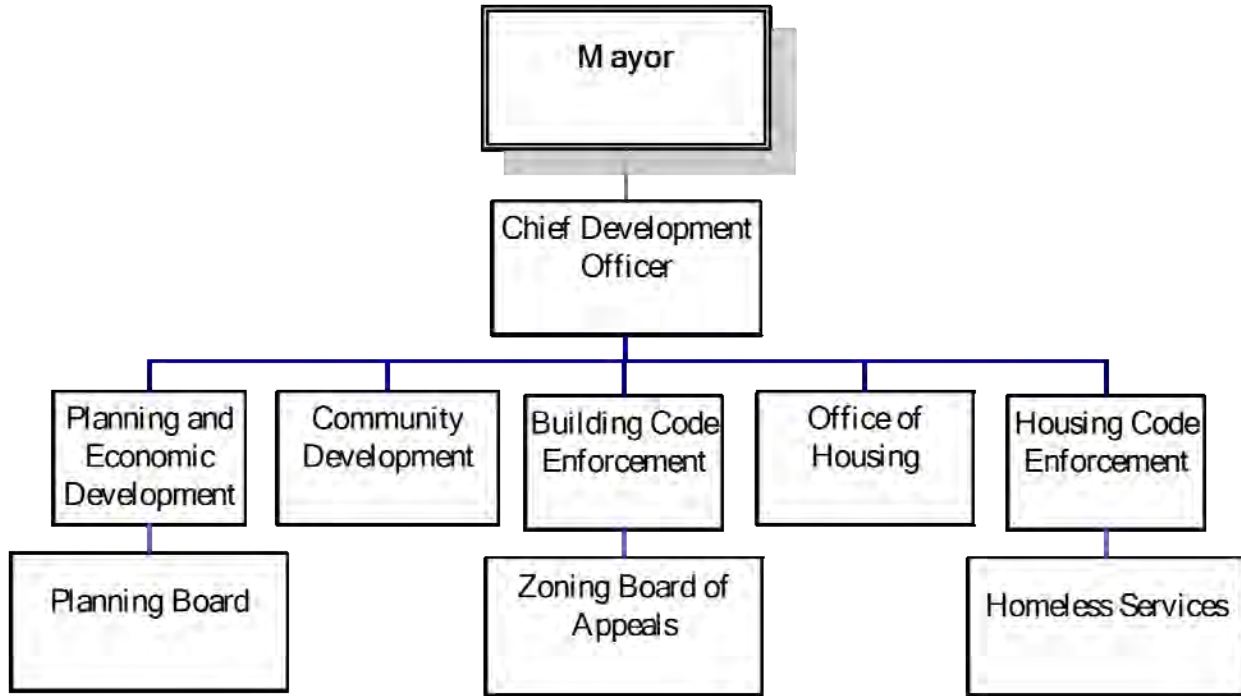 Mayor
Chief Development
Officer
Planning and
Economic
Development
Community
Development
Building Code
Enforcement
Office of
Housing
Housing Code
Enforcement
Planning Board
Zoning Board of
Appeals
Homeless Services